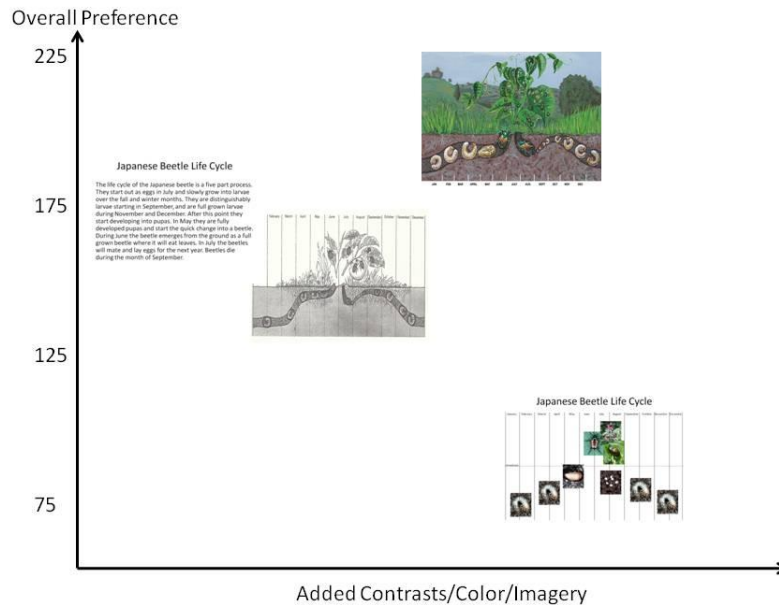 Overall Preference
225
Japanese Beetle Life Cycle
The life cycle of the Japanese beetle is a five part process.
They start out as eggs in July and slowly grow into larvae
over the fall and winter months. They are distinguishably
larvae starting in September, and are full grown larvae
during November and December. After this point they
start developing into pupas. In May they are fully
developed pupas and start the quick change into a beetle.
During June the beetle emerges from the ground as a full
grown beetle where it will eat leaves. In July the beetles
will mate and lay eggs for the next year. Beetles die
during the month of September.
175
125
Japanese Beetle Life Cycle
75
Added Contrasts/Color/Imagery